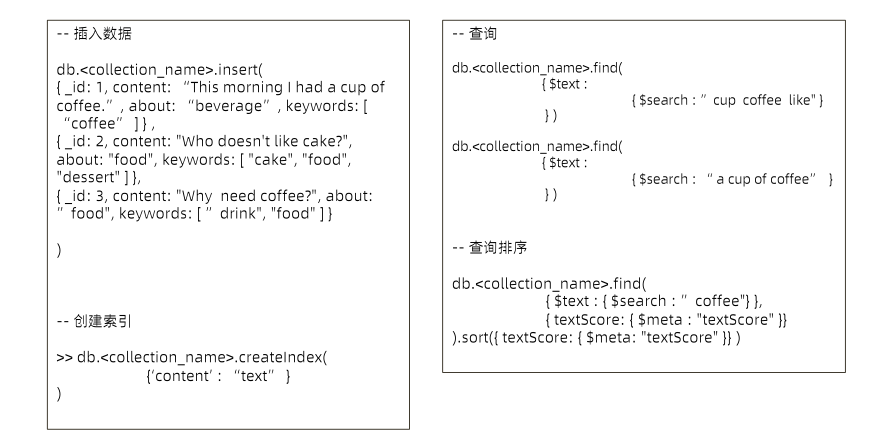 -- 插入数据
db.<collection_name>.insert(
{ _id: 1, content: “This morning I had a cup of
coffee.”, about: “beverage”, keywords: [
“coffee” ] } ,
{ _id: 2, content: "Who doesn't like cake?",
about: "food", keywords: [ "cake", "food",
"dessert" ] },
{ _id: 3, content: "Why need coffee?", about:
”food", keywords: [ ”drink", "food" ] }
)
-- 创建索引
>> db.<collection_name>.createIndex(
{‘content’ : “text” }
)
-- 查询
db.<collection_name>.find(
{ $text :
{ $search : ” cup coffee like" }
} )
db.<collection_name>.find(
{ $text :
{ $search : “a cup of coffee” }
} )
-- 查询排序
db.<collection_name>.find(
{ $text : { $search : ” coffee"} },
{ textScore: { $meta : "textScore" }}
).sort({ textScore: { $meta: "textScore" }} )